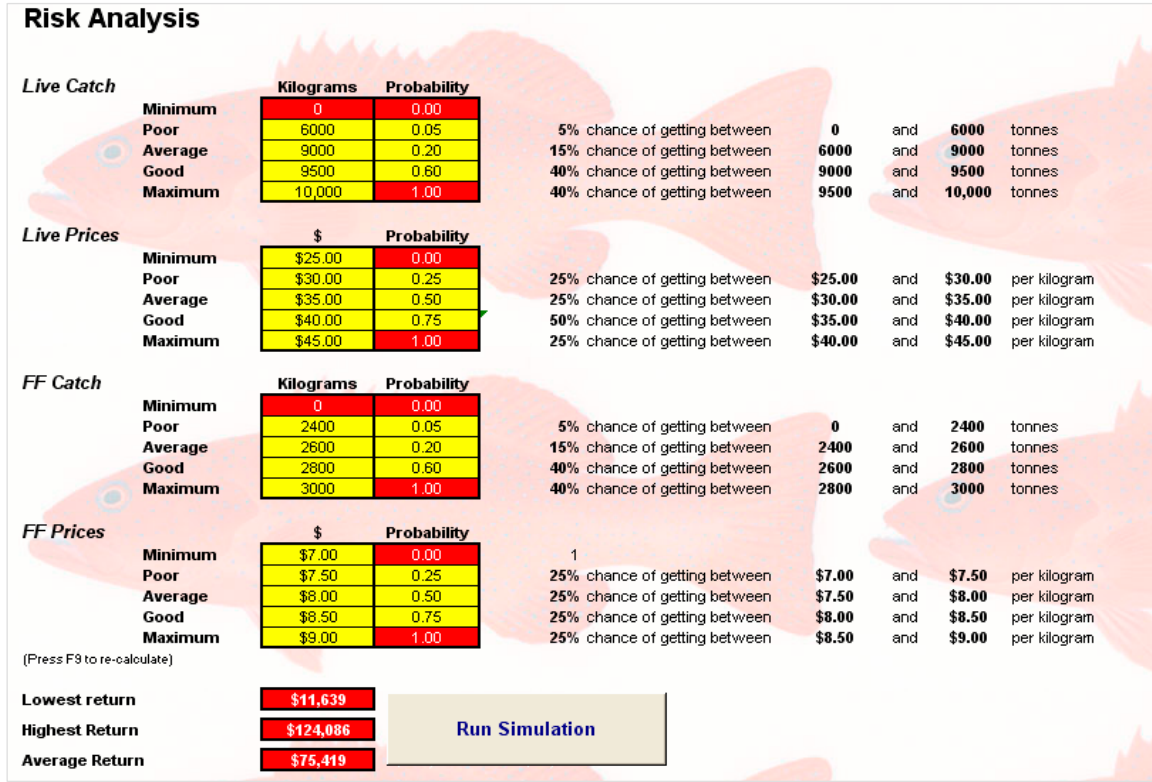 Risk Analysis
Live Catch Kilograms Probability
Minimum 0 0.00
Poor 6000 0.05 5% chance of getting between 0 and 6000 tonnes
Average 9000 0.20 15% chance of getting between 6000 and 9000 tonnes
Good 9500 0.60 40% chance of getting between 9000 and 9500 tonnes
Maximum 10,000 1.00 40% chance of getting between 9500 and 10,000 tonnes
Live Prices $ Probability
Minimum $25.00 0.00
Poor $30.00 0.25 25% chance of getting between $25.00 and $30.00 per kilogram
Average $35.00 0.50 25% chance of getting between $30.00 and $35.00 per kilogram
Good $40.00 0.75 50% chance of getting between $35.00 and $40.00 per kilogram
Maximum $45.00 1.00 25% chance of getting between $40.00 and $45.00 per kilogram
FF Catch Kilograms Probability
Minimum 0 0.00
Poor 2400 0.05 5% chance of getting between 0 and 2400 tonnes
Average 2600 0.20 15% chance of getting between 2400 and 2600 tonnes
Good 2800 0.60 40% chance of getting between 2600 and 2800 tonnes
Maximum 3000 1.00 40% chance of getting between 2800 and 3000 tonnes
FF Prices $ Probability
Minimum $7.00 0.00 1
Poor $7.50 0.25 25% chance of getting between $7.00 and $7.50 per kilogram
Average $8.00 0.50 25% chance of getting between $7.50 and $8.00 per kilogram
Good $8.50 0.75 25% chance of getting between $8.00 and $8.50 per kilogram
Maximum $9.00 1.00 25% chance of getting between $8.50 and $9.00 per kilogram
(Press F9 to re-calculate)
Lowest return $11,639
Highest Return $124,086 Run Simulation
Average Return $75,419